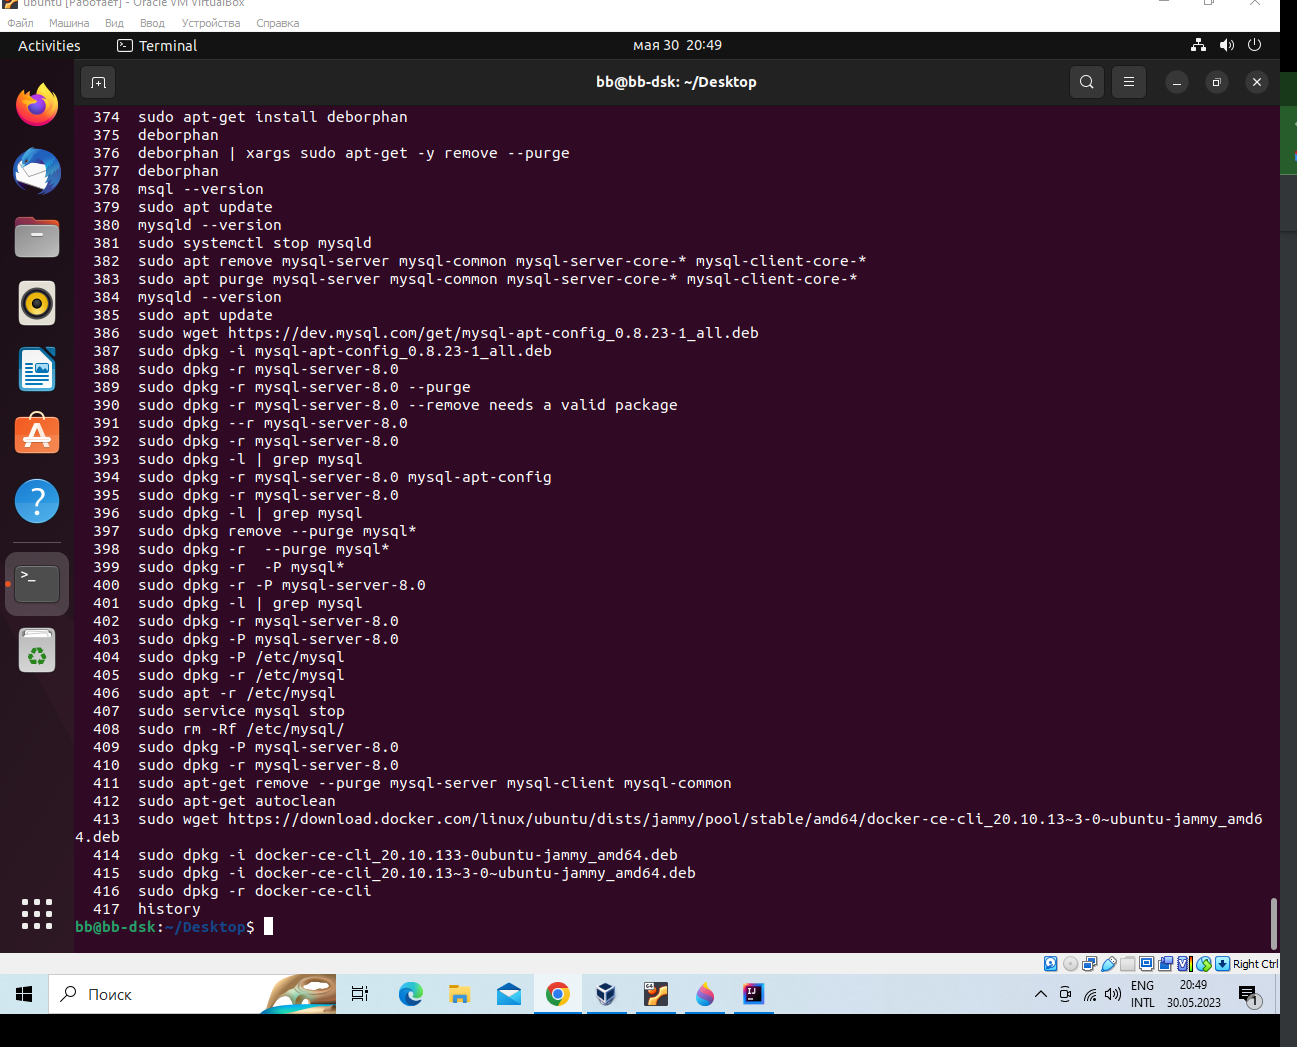 ubuntu [Работает] - Oracle VM VirtualBox
Файл Машина Вид Ввод Устройства Справка
Activities Terminal мая 30 20:49
bb@bb-dsk: ~/Desktop
374 sudo apt-get install deborphan
375 deborphan
376 deborphan | xargs sudo apt-get -y remove --purge
377 deborphan
378 msql --version
379 sudo apt update
380 mysqld --version
381 sudo systemctl stop mysqld
382 sudo apt remove mysql-server mysql-common mysql-server-core-* mysql-client-core-*
383 sudo apt purge mysql-server mysql-common mysql-server-core-* mysql-client-core-*
384 mysqld --version
385 sudo apt update
386 sudo wget https://dev.mysql.com/get/mysql-apt-config_0.8.23-1_all.deb
387 sudo dpkg -i mysql-apt-config_0.8.23-1_all.deb
388 sudo dpkg -r mysql-server-8.0
389 sudo dpkg -r mysql-server-8.0 --purge
390 sudo dpkg -r mysql-server-8.0 --remove needs a valid package
391 sudo dpkg --r mysql-server-8.0
392 sudo dpkg -r mysql-server-8.0
393 sudo dpkg -l | grep mysql
394 sudo dpkg -r mysql-server-8.0 mysql-apt-config
395 sudo dpkg -r mysql-server-8.0
396 sudo dpkg -l | grep mysql
397 sudo dpkg remove --purge mysql*
398 sudo dpkg -r  --purge mysql*
399 sudo dpkg -r  -P mysql*
400 sudo dpkg -r -P mysql-server-8.0
401 sudo dpkg -l | grep mysql
402 sudo dpkg -r mysql-server-8.0
403 sudo dpkg -P mysql-server-8.0
404 sudo dpkg -P /etc/mysql
405 sudo dpkg -r /etc/mysql
406 sudo apt -r /etc/mysql
407 sudo service mysql stop
408 sudo rm -Rf /etc/mysql/
409 sudo dpkg -P mysql-server-8.0
410 sudo dpkg -r mysql-server-8.0
411 sudo apt-get remove --purge mysql-server mysql-client mysql-common
412 sudo apt-get autoclean
413 sudo wget https://download.docker.com/linux/ubuntu/dists/jammy/pool/stable/amd64/docker-ce-cli_20.10.13~3-0~ubuntu-jammy_amd6
4.deb
414 sudo dpkg -i docker-ce-cli_20.10.133-0ubuntu-jammy_amd64.deb
415 sudo dpkg -i docker-ce-cli_20.10.13~3-0~ubuntu-jammy_amd64.deb
416 sudo dpkg -r docker-ce-cli
417 history
bb@bb-dsk:~/Desktop$
Right Ctrl
Поиск
ENG 20:49
INTL 30.05.2023
1